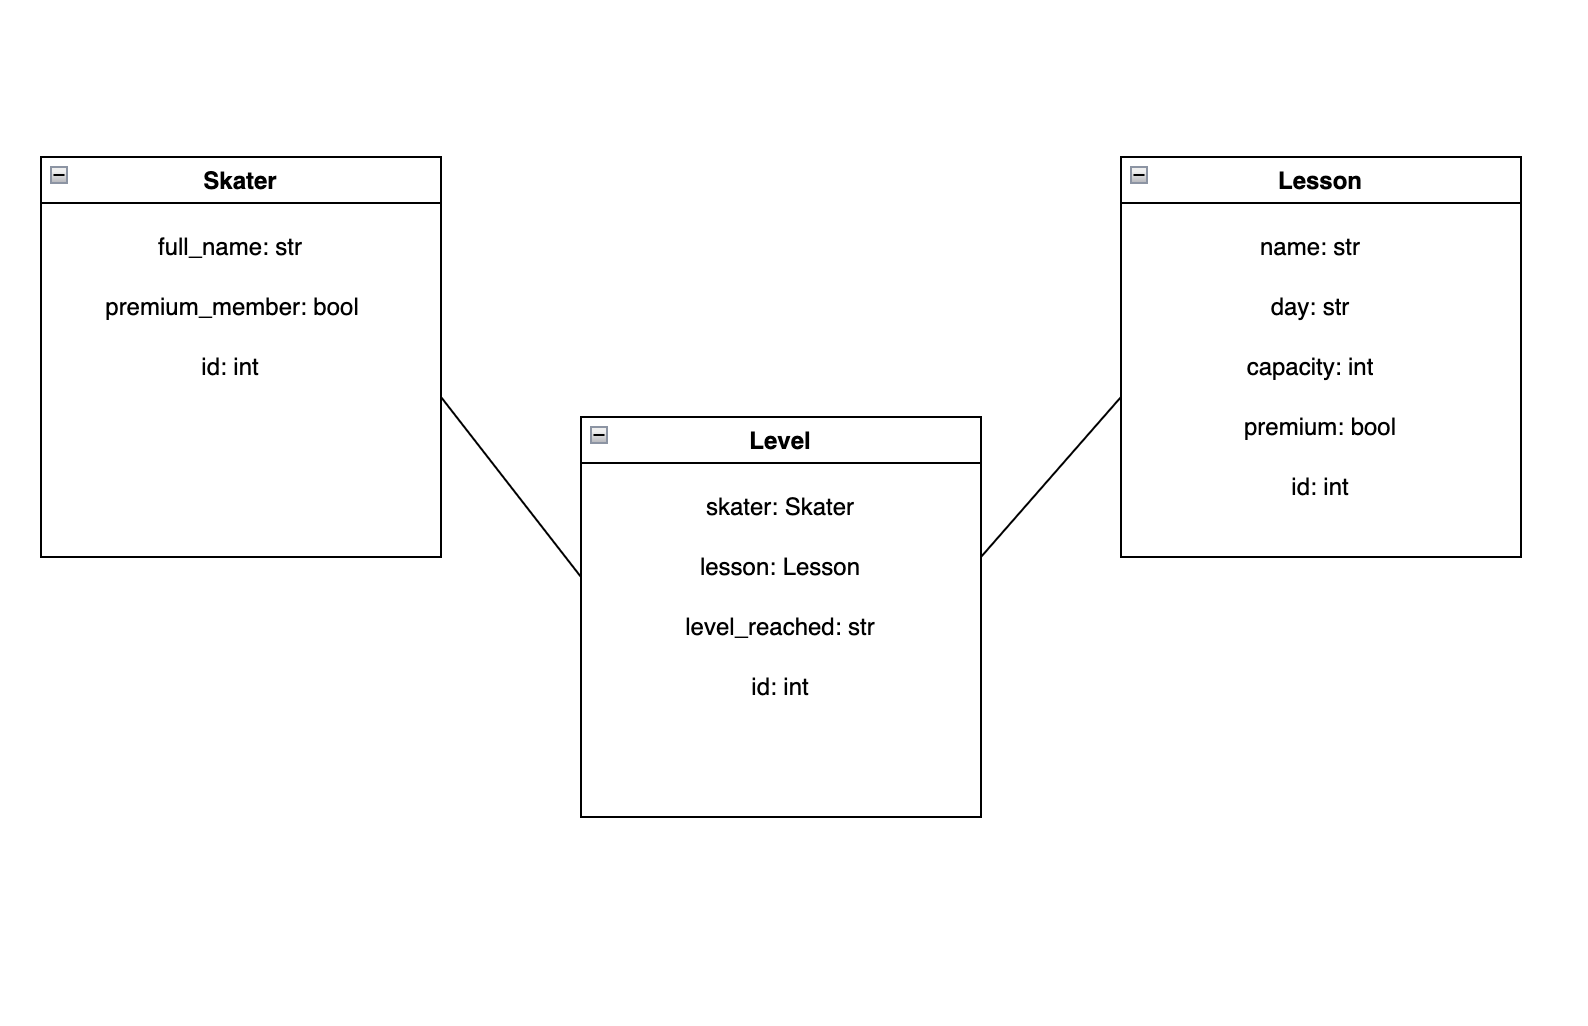 Skater
full_name: str
premium_member: bool
id: int
Level
skater: Skater
lesson: Lesson
level_reached: str
id: int
Lesson
name: str
day: str
capacity: int
premium: bool
id: int